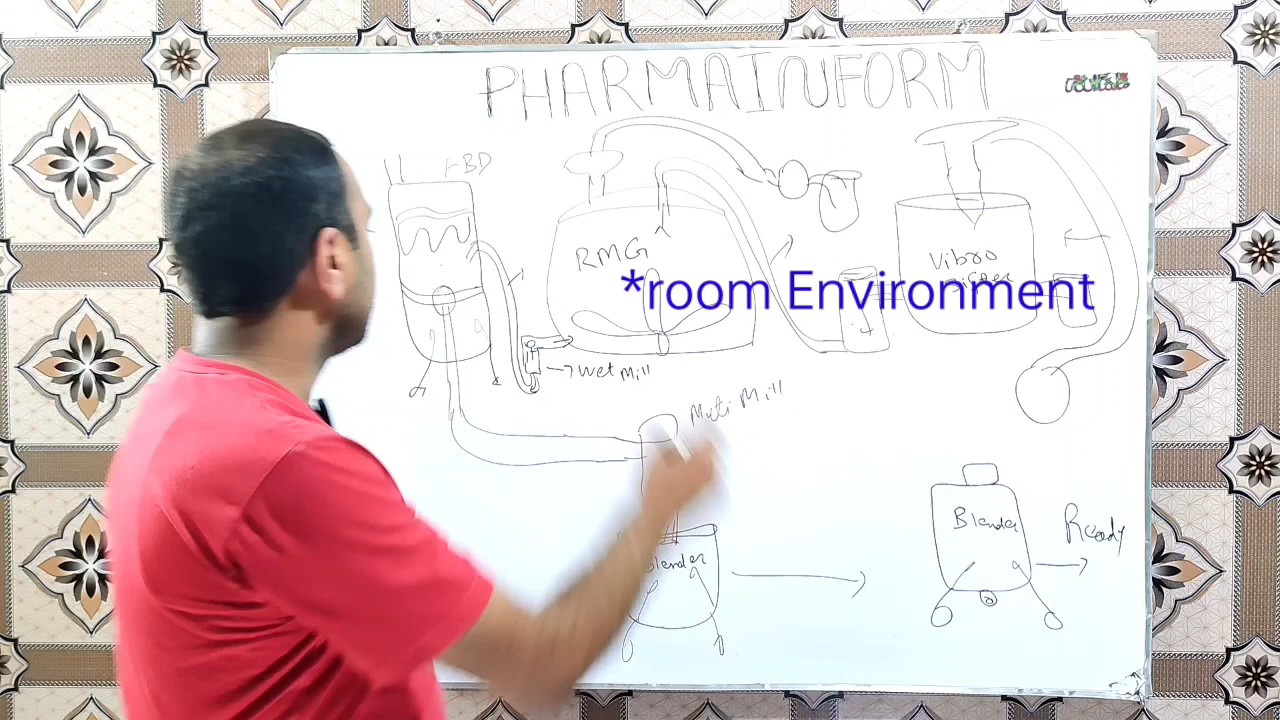 PHARMAINFORM
FBD
RMG
Vibro
*room Environment
→ Wet Mill
Multi Mill
Blender
Blender
Ready